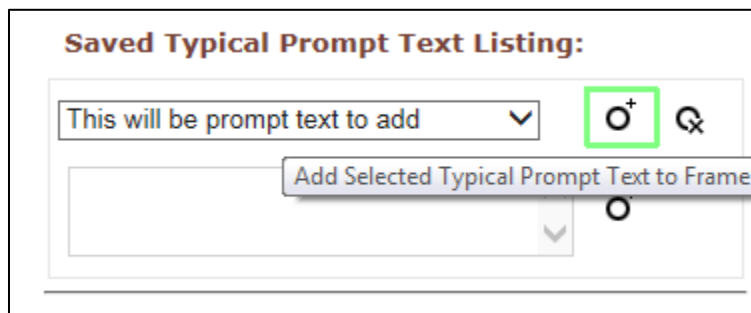 Saved Typical Prompt Text Listing:
This will be prompt text to add
Add Selected Typical Prompt Text to Frame